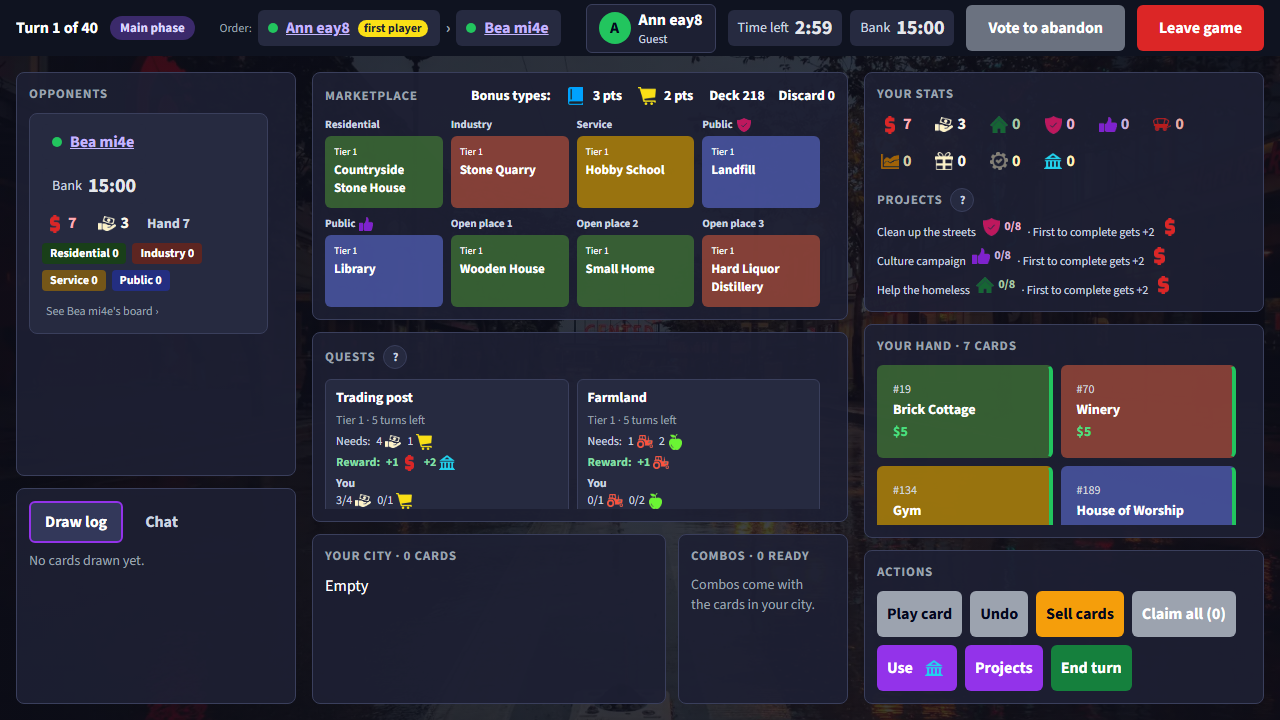 Turn 1 of 40 Main phase Order: Ann eay8 first player › Bea mi4e A Ann eay8 Guest Time left 2:59 Bank 15:00 Vote to abandon Leave game
OPPONENTS
Bea mi4e
Bank 15:00
7 3 Hand 7
Residential 0 Industry 0
Service 0 Public 0
See Bea mi4e's board ›
Draw log Chat
No cards drawn yet.
MARKETPLACE Bonus types: 3 pts 2 pts Deck 218 Discard 0
Residential Industry Service Public
Tier 1 Countryside Stone House
Tier 1 Stone Quarry
Tier 1 Hobby School
Tier 1 Landfill
Public Open place 1 Open place 2 Open place 3
Tier 1 Library
Tier 1 Wooden House
Tier 1 Small Home
Tier 1 Hard Liquor Distillery
QUESTS ?
Trading post
Tier 1 · 5 turns left
Needs: 4 1
Reward: +1 +2
You
3/4 0/1
Farmland
Tier 1 · 5 turns left
Needs: 1 2
Reward: +1
You
0/1 0/2
YOUR CITY · 0 CARDS
Empty
COMBOS · 0 READY
Combos come with
the cards in your city.
YOUR STATS
7 3 0 0 0 0
0 0 0 0
PROJECTS ?
Clean up the streets 0/8 · First to complete gets +2
Culture campaign 0/8 · First to complete gets +2
Help the homeless 0/8 · First to complete gets +2
YOUR HAND · 7 CARDS
#19
Brick Cottage
$5
#70
Winery
$5
#134
Gym
#189
House of Worship
ACTIONS
Play card Undo Sell cards Claim all (0)
Use Projects End turn